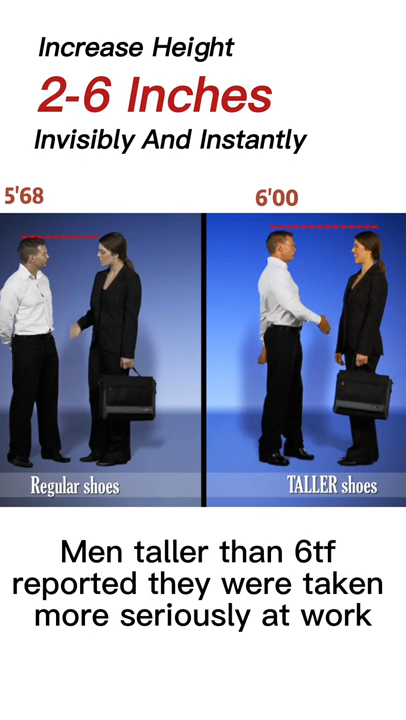 Increase Height
2-6 Inches
Invisibly And Instantly
5'68
6'00
Regular shoes
TALLER shoes
Men taller than 6tf
reported they were taken
more seriously at work